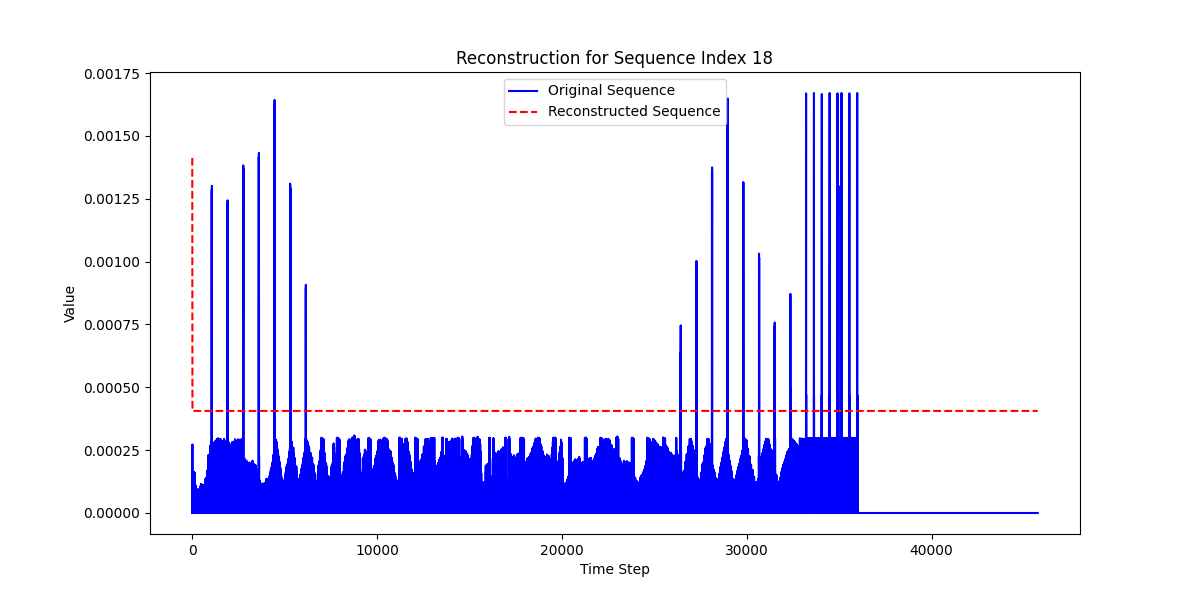 Reconstruction for Sequence Index 18
Original Sequence
Reconstructed Sequence
Value
0.00175
0.00150
0.00125
0.00100
0.00075
0.00050
0.00025
0.00000
0 10000 20000 30000 40000
Time Step